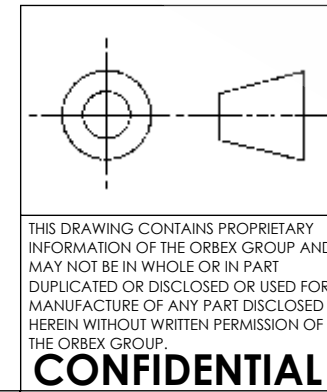 THIS DRAWING CONTAINS PROPRIETARY
INFORMATION OF THE ORBEX GROUP AND
MAY NOT BE IN WHOLE OR IN PART
DUPLICATED OR DISCLOSED OR USED FOR
MANUFACTURE OF ANY PART DISCLOSED
HEREIN WITHOUT WRITTEN PERMISSION OF
THE ORBEX GROUP.
CONFIDENTIAL